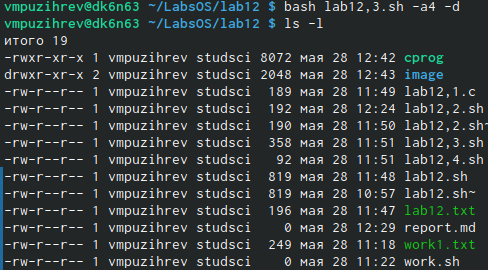 vmpuzihrev@dk6n63 ~/LabsOS/lab12 $ bash lab12,3.sh -a4 -d
vmpuzihrev@dk6n63 ~/LabsOS/lab12 $ ls -l
итого 19
-rwxr-xr-x 1 vmpuzihrev studsci 8072 мая 28 12:42 cprog
drwxr-xr-x 2 vmpuzihrev studsci 2048 мая 28 12:43 image
-rw-r--r-- 1 vmpuzihrev studsci 189 мая 28 11:49 lab12,1.c
-rw-r--r-- 1 vmpuzihrev studsci 192 мая 28 12:24 lab12,2.sh
-rw-r--r-- 1 vmpuzihrev studsci 190 мая 28 11:50 lab12,2.sh~
-rw-r--r-- 1 vmpuzihrev studsci 358 мая 28 11:51 lab12,3.sh
-rw-r--r-- 1 vmpuzihrev studsci 92 мая 28 11:51 lab12,4.sh
-rw-r--r-- 1 vmpuzihrev studsci 819 мая 28 11:48 lab12.sh
-rw-r--r-- 1 vmpuzihrev studsci 819 мая 28 10:57 lab12.sh~
-rw-r--r-- 1 vmpuzihrev studsci 196 мая 28 11:47 lab12.txt
-rw-r--r-- 1 vmpuzihrev studsci 0 мая 28 12:29 report.md
-rw-r--r-- 1 vmpuzihrev studsci 249 мая 28 11:18 work1.txt
-rw-r--r-- 1 vmpuzihrev studsci 0 мая 28 11:22 work.sh